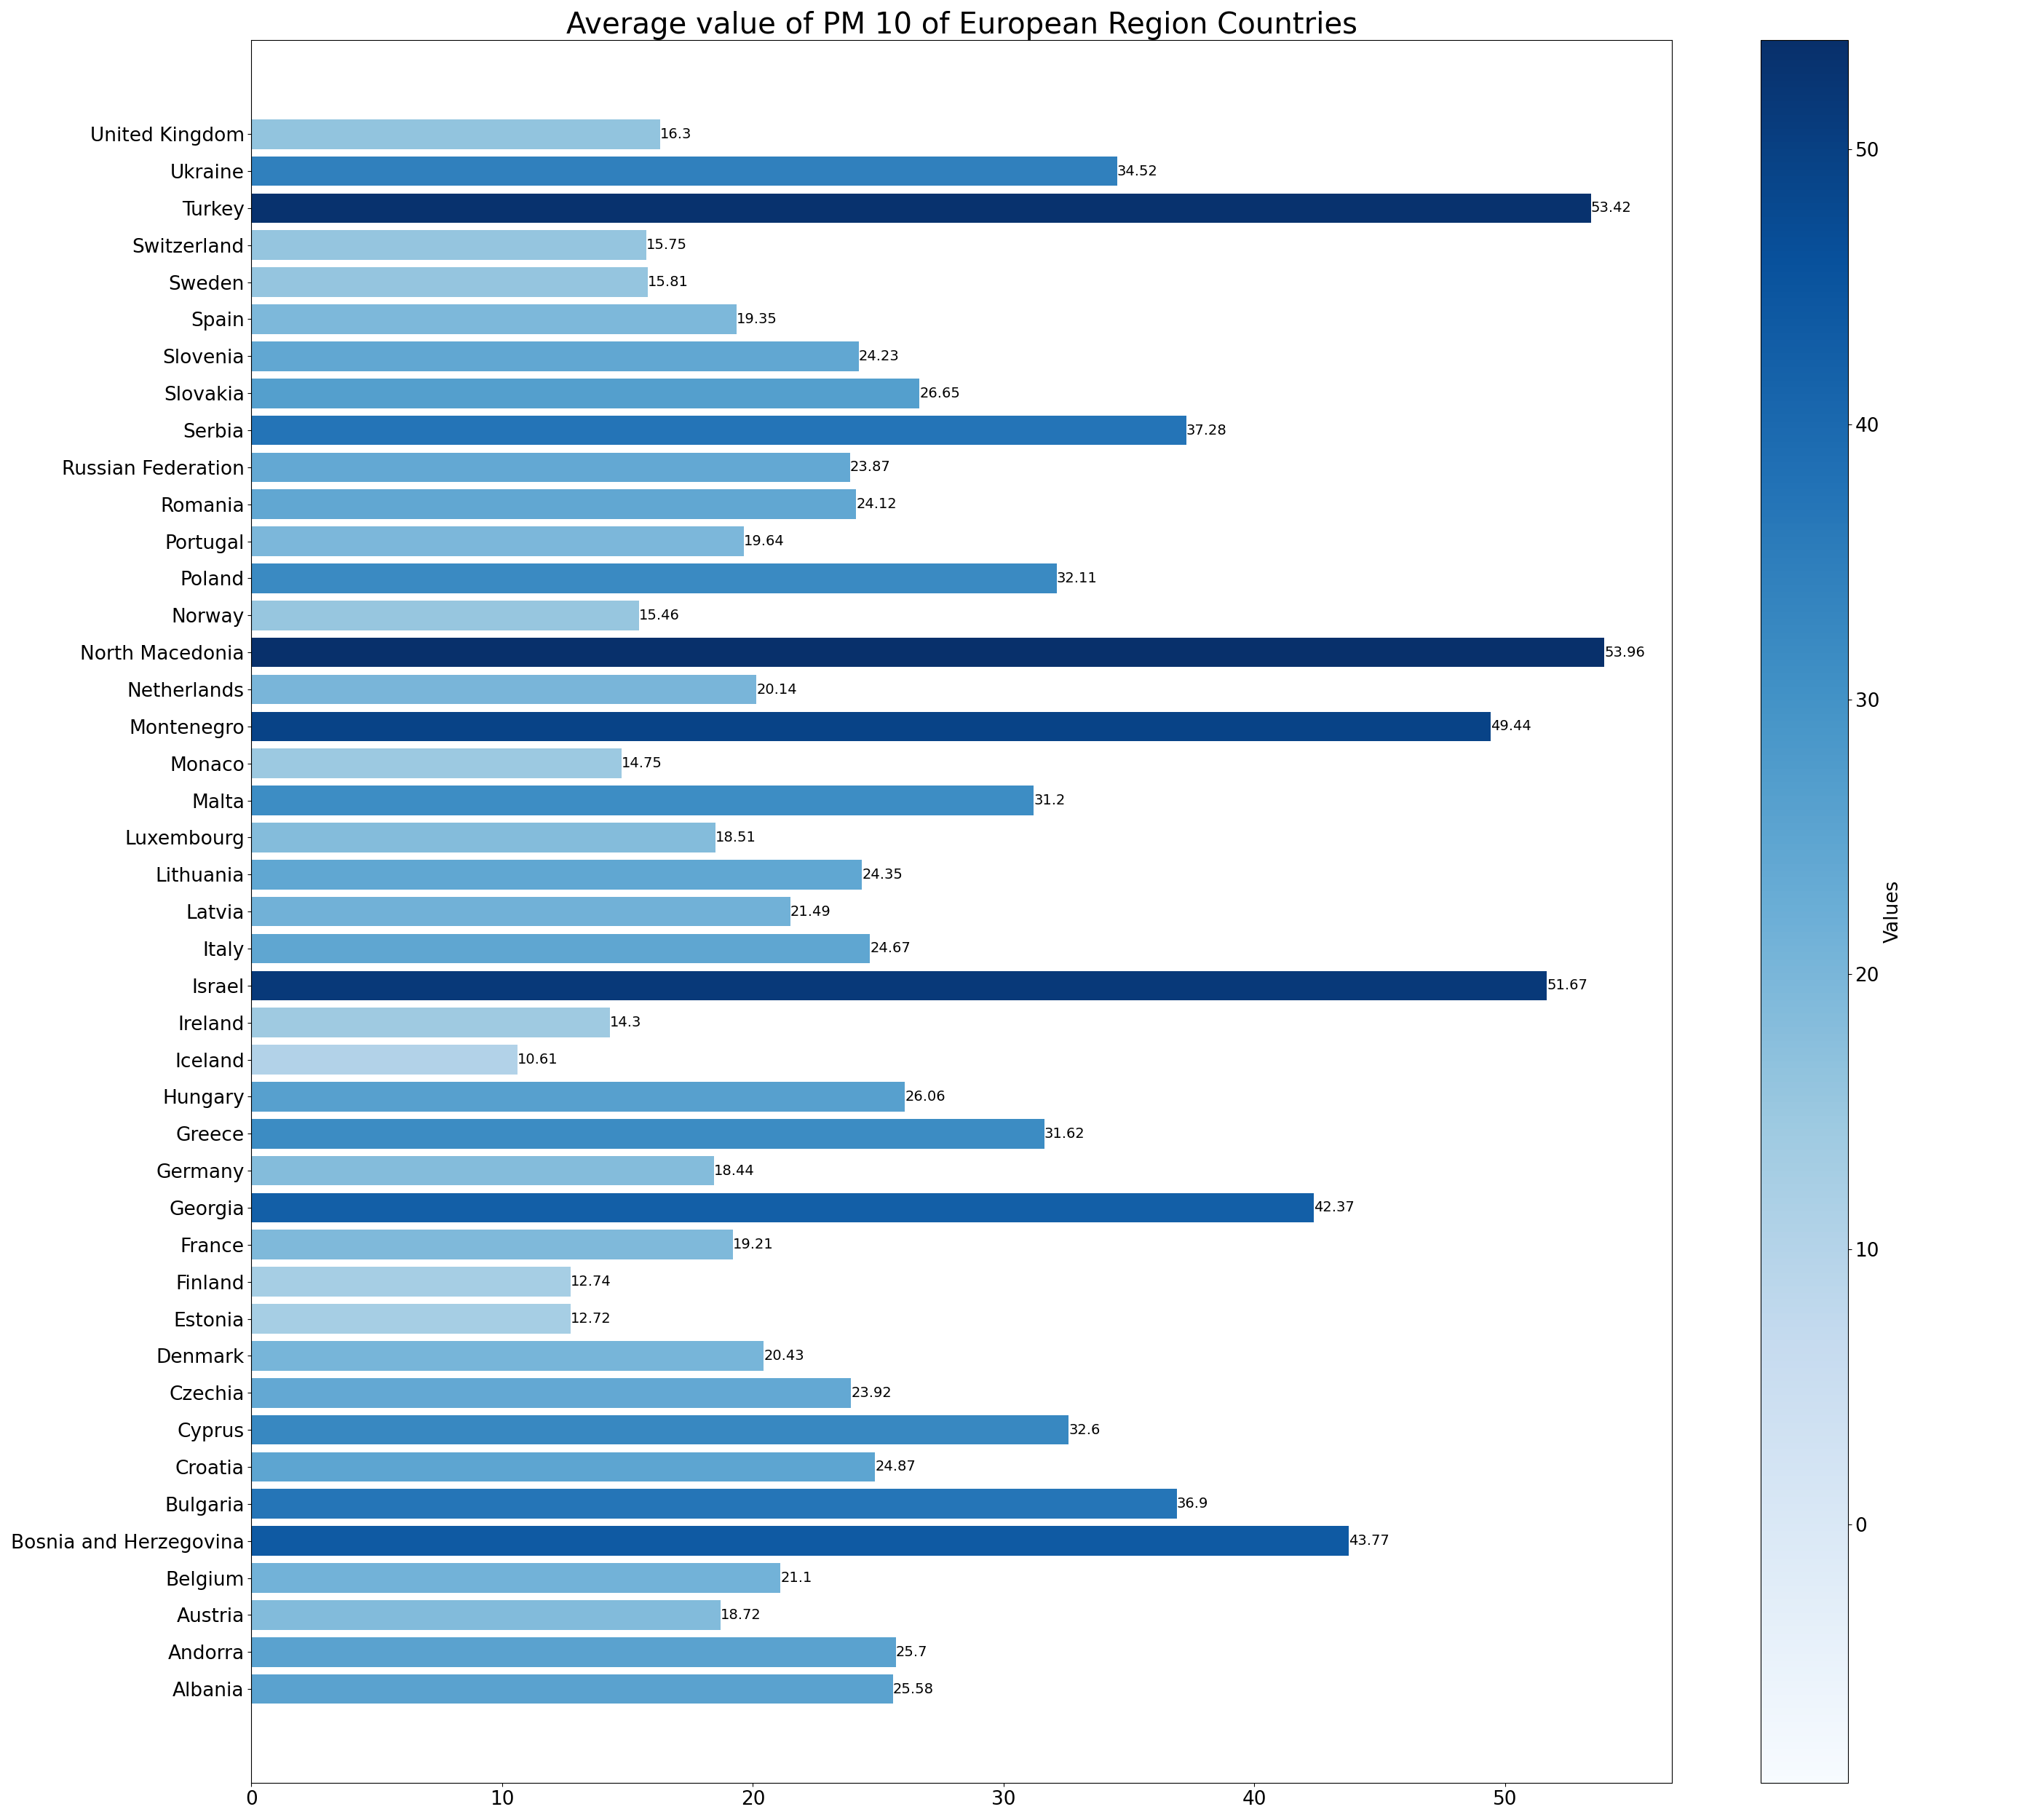 Average value of PM 10 of European Region Countries
United Kingdom 16.3
Ukraine 34.52
Turkey 53.42
Switzerland 15.75
Sweden 15.81
Spain 19.35
Slovenia 24.23
Slovakia 26.65
Serbia 37.28
Russian Federation 23.87
Romania 24.12
Portugal 19.64
Poland 32.11
Norway 15.46
North Macedonia 53.96
Netherlands 20.14
Montenegro 49.44
Monaco 14.75
Malta 31.2
Luxembourg 18.51
Lithuania 24.35
Latvia 21.49
Italy 24.67
Israel 51.67
Ireland 14.3
Iceland 10.61
Hungary 26.06
Greece 31.62
Germany 18.44
Georgia 42.37
France 19.21
Finland 12.74
Estonia 12.72
Denmark 20.43
Czechia 23.92
Cyprus 32.6
Croatia 24.87
Bulgaria 36.9
Bosnia and Herzegovina 43.77
Belgium 21.1
Austria 18.72
Andorra 25.7
Albania 25.58
0 10 20 30 40 50
50
40
30
20
10
0
Values